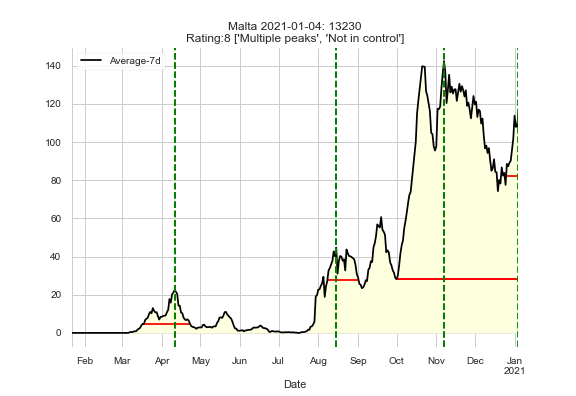 Malta 2021-01-04: 13230
Rating:8 ['Multiple peaks', 'Not in control']
Average-7d
140
120
100
80
60
40
20
0
Feb Mar Apr May Jun Jul Aug Sep Oct Nov Dec Jan
2021
Date